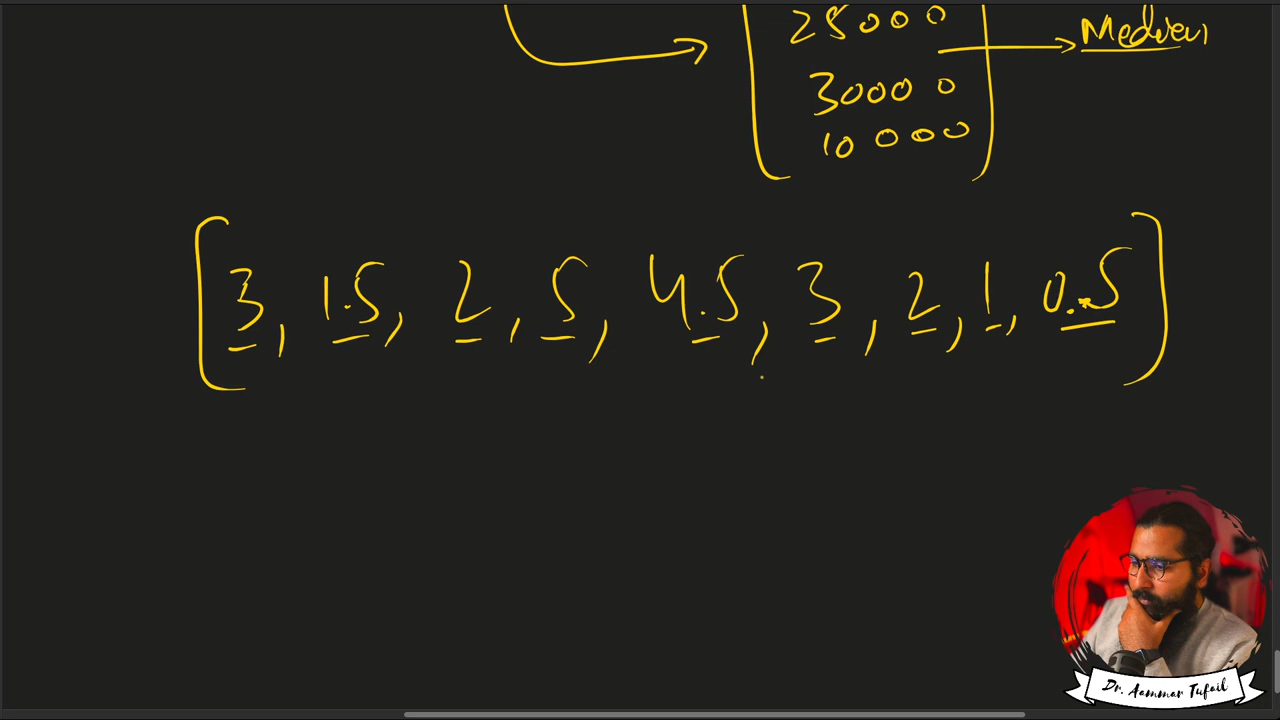 25000
Median
30000
10000
[3, 1.5, 2, 5, 4.5, 3, 2, 1, 0.5]
Dr. Aammar Tufail